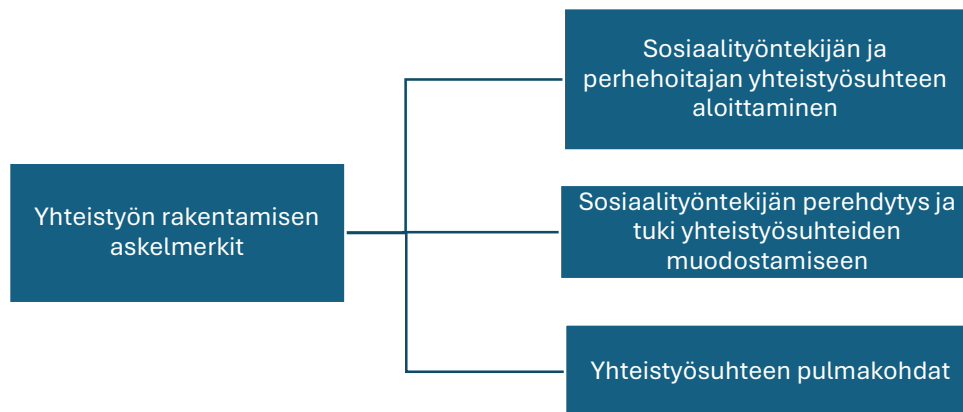 Sosiaalityöntekijän ja
perhehoitajan yhteistyösuhteen
aloittaminen
Yhteistyön rakentamisen
askelmerkit
Sosiaalityöntekijän perehdytys ja
tuki yhteistyösuhteiden
muodostamiseen
Yhteistyösuhteen pulmakohdat